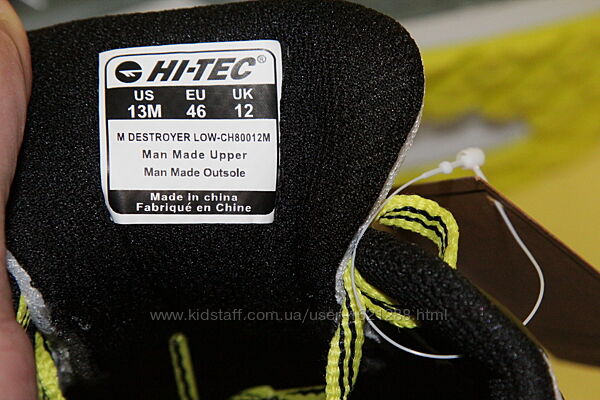 HI-TEC®
US EU UK
13M 46 12
M DESTROYER LOW-CH80012M
Man Made Upper
Man Made Outsole
Made in china
Fabriqué en Chine